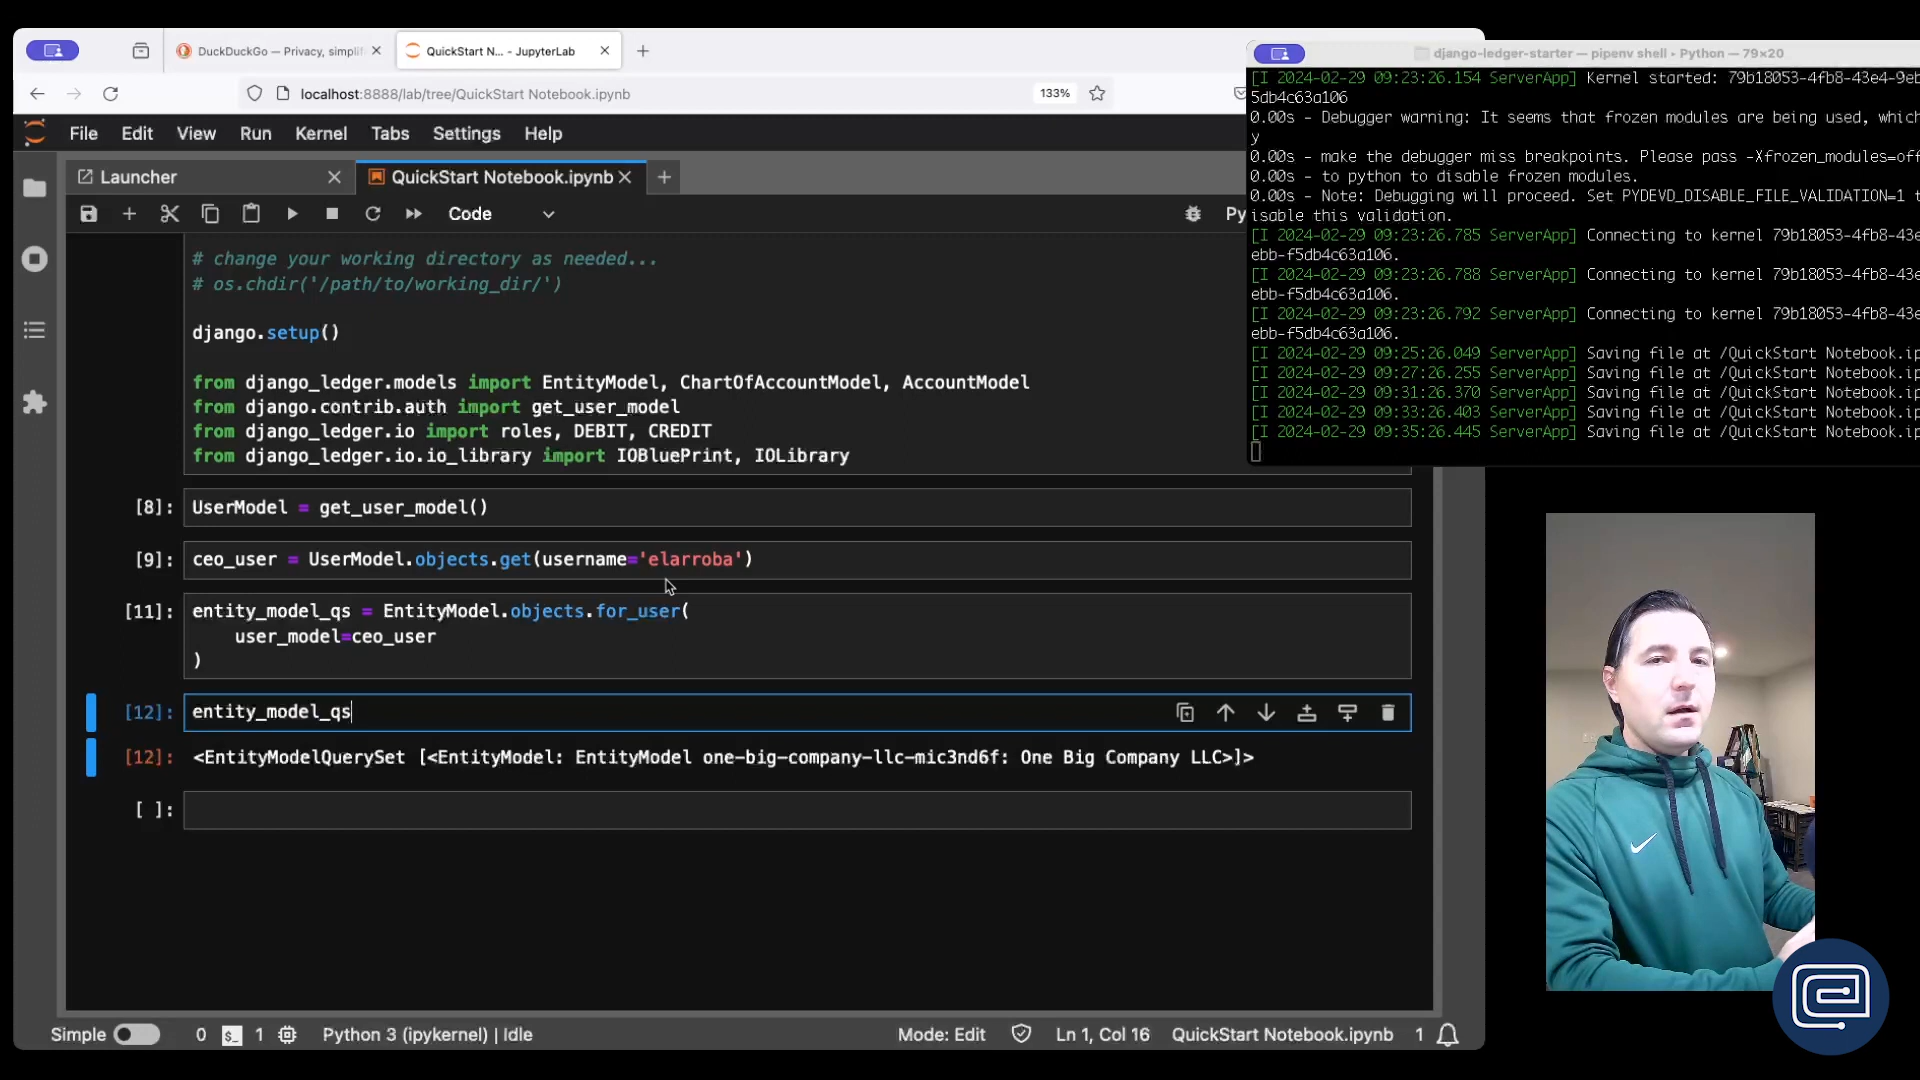 DuckDuckGo — Privacy, simplif
QuickStart N... - JupyterLab
localhost:8888/lab/tree/QuickStart Notebook.ipynb
133%
File Edit View Run Kernel Tabs Settings Help
Launcher
QuickStart Notebook.ipynb
Code
Py
# change your working directory as needed...
# os.chdir('/path/to/working_dir/')
django.setup()
from django_ledger.models import EntityModel, ChartOfAccountModel, AccountModel
from django.contrib.auth import get_user_model
from django_ledger.io import roles, DEBIT, CREDIT
from django_ledger.io.io_library import IOBluePrint, IOLibrary
[8]: UserModel = get_user_model()
[9]: ceo_user = UserModel.objects.get(username='elarroba')
[11]: entity_model_qs = EntityModel.objects.for_user(
user_model=ceo_user
)
[12]: entity_model_qs
[12]: <EntityModelQuerySet [<EntityModel: EntityModel one-big-company-llc-mic3nd6f: One Big Company LLC>]>
[ ]:
Simple 0 $_ 1 Python 3 (ipykernel) | Idle Mode: Edit Ln 1, Col 16 QuickStart Notebook.ipynb 1
django-ledger-starter — pipenv shell • Python — 79×20
[I 2024-02-29 09:23:26.154 ServerApp] Kernel started: 79b18053-4fb8-43e4-9eb
5db4c63a106
0.00s - Debugger warning: It seems that frozen modules are being used, which
y
0.00s - make the debugger miss breakpoints. Please pass -Xfrozen_modules=off
0.00s - to python to disable frozen modules.
0.00s - Note: Debugging will proceed. Set PYDEVD_DISABLE_FILE_VALIDATION=1 t
isable this validation.
[I 2024-02-29 09:23:26.785 ServerApp] Connecting to kernel 79b18053-4fb8-43e
ebb-f5db4c63a106.
[I 2024-02-29 09:23:26.788 ServerApp] Connecting to kernel 79b18053-4fb8-43e
ebb-f5db4c63a106.
[I 2024-02-29 09:23:26.792 ServerApp] Connecting to kernel 79b18053-4fb8-43e
ebb-f5db4c63a106.
[I 2024-02-29 09:25:26.049 ServerApp] Saving file at /QuickStart Notebook.ip
[I 2024-02-29 09:27:26.255 ServerApp] Saving file at /QuickStart Notebook.ip
[I 2024-02-29 09:31:26.370 ServerApp] Saving file at /QuickStart Notebook.ip
[I 2024-02-29 09:33:26.403 ServerApp] Saving file at /QuickStart Notebook.ip
[I 2024-02-29 09:35:26.445 ServerApp] Saving file at /QuickStart Notebook.ip